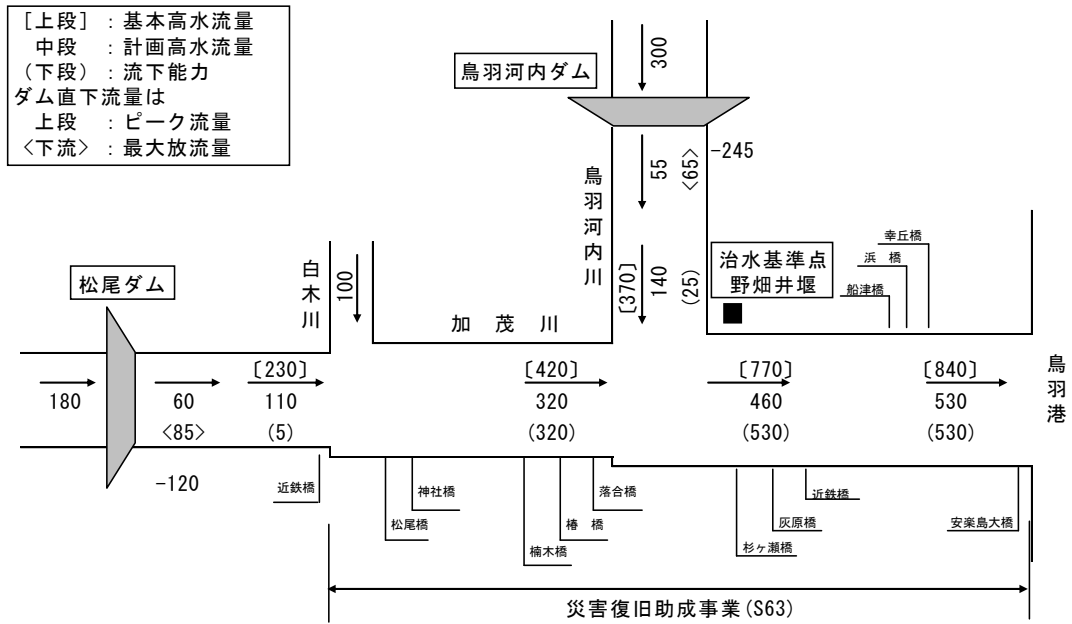 [上段] : 基本高水流量
中段 : 計画高水流量
(下段) : 流下能力
ダム直下流量は
上段 : ピーク流量
〈下流〉 : 最大放流量
鳥羽河内ダム
300
55
〈65〉
-245
鳥羽河内川
〔370〕
140
(25)
治水基準点
野畑井堰
幸丘橋
浜 橋
船津橋
松尾ダム
白木川
100
加 茂 川
鳥羽港
180
60
〈85〉
-120
〔230〕
110
(5)
〔420〕
320
(320)
〔770〕
460
(530)
〔840〕
530
(530)
近鉄橋
松尾橋
神社橋
楠木橋
椿 橋
落合橋
杉ヶ瀬橋
灰原橋
近鉄橋
安楽島大橋
災害復旧助成事業(S63)